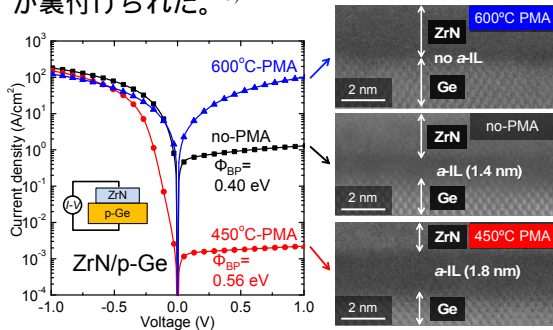 が裏付けられた。
Current density (A/cm²)
10³
10²
10¹
10⁰
10⁻¹
10⁻²
10⁻³
10⁻⁴
-1.0 -0.5 0.0 0.5 1.0
Voltage (V)
600°C-PMA
no-PMA
Φ_BP=
0.40 eV
450°C-PMA
Φ_BP=
0.56 eV
I-V
ZrN
p-Ge
ZrN/p-Ge
ZrN 600°C PMA
no a-IL
Ge
2 nm
ZrN no-PMA
a-IL (1.4 nm)
2 nm Ge
ZrN 450°C PMA
a-IL (1.8 nm)
2 nm Ge